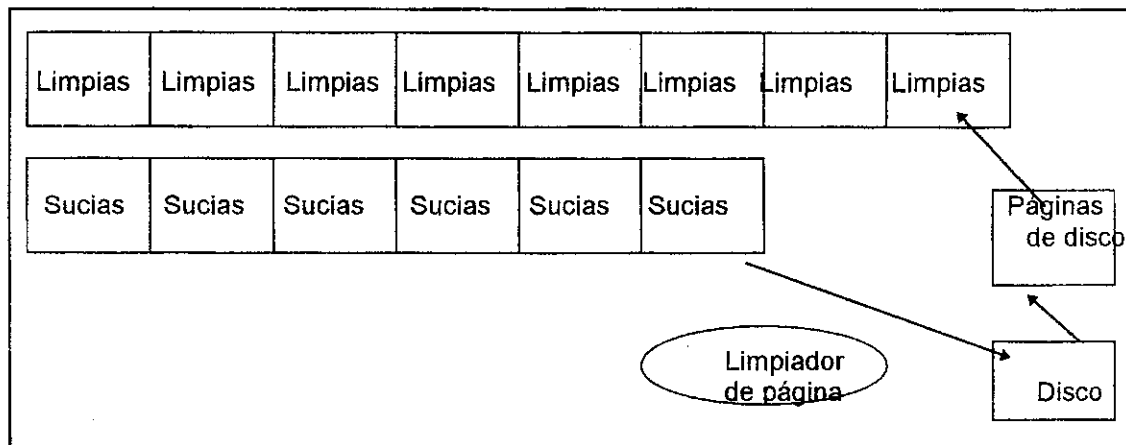 Limpias Limpias Limpias Limpias Limpias Limpias Limpias Limpias
Sucias Sucias Sucias Sucias Sucias Sucias
Páginas
de disco
Limpiador
de página
Disco